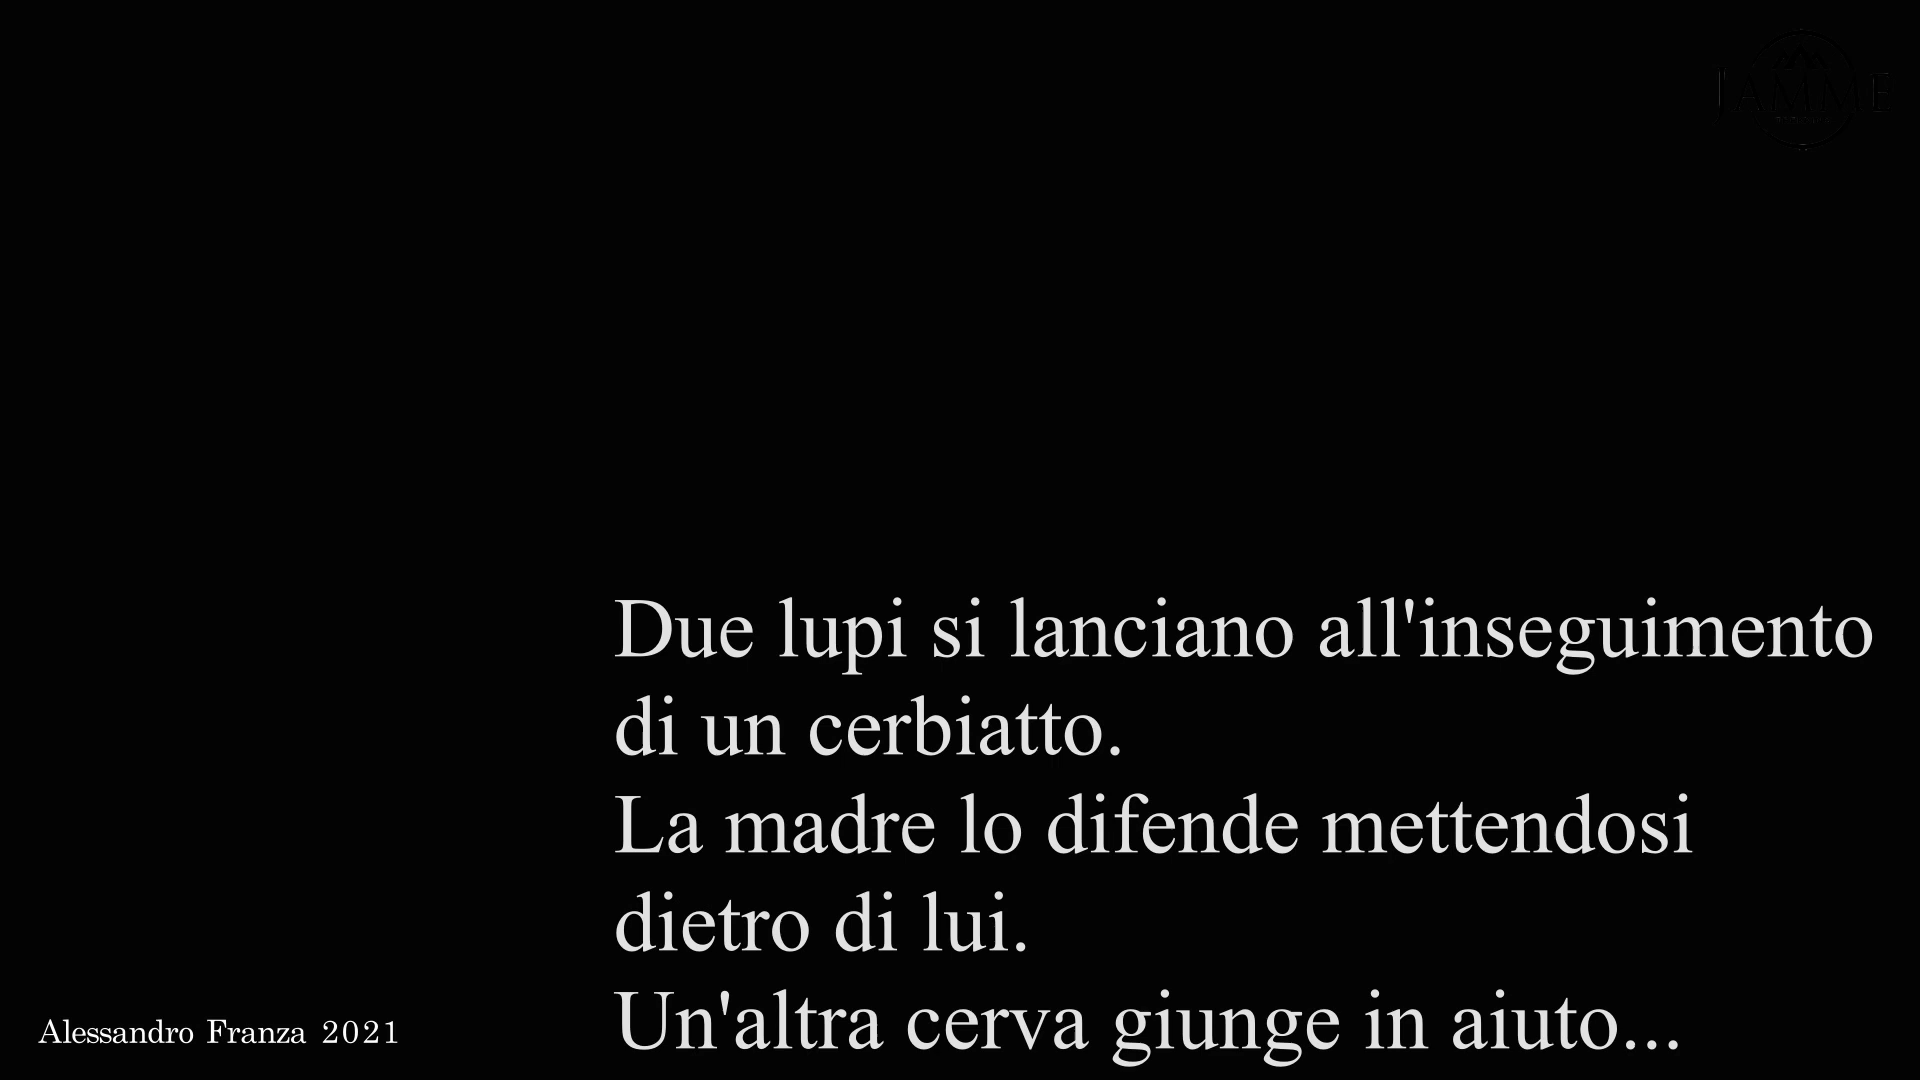 JAMME
Due lupi si lanciano all'inseguimento
di un cerbiatto.
La madre lo difende mettendosi
dietro di lui.
Un'altra cerva giunge in aiuto...
Alessandro Franza 2021